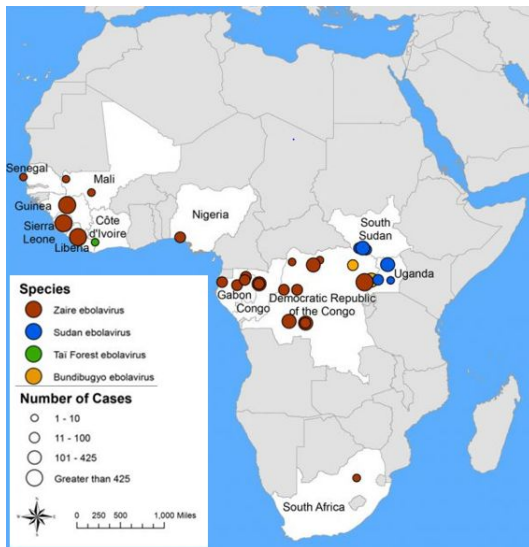 Senegal
Mali
Guinea
Sierra
Leone
Liberia
Côte
d'Ivoire
Nigeria
South
Sudan
Uganda
Gabon
Congo
Democratic Republic
of the Congo
South Africa
Species
Zaire ebolavirus
Sudan ebolavirus
Taï Forest ebolavirus
Bundibugyo ebolavirus
Number of Cases
1 - 10
11 - 100
101 - 425
Greater than 425
0 250 500 1,000 Miles